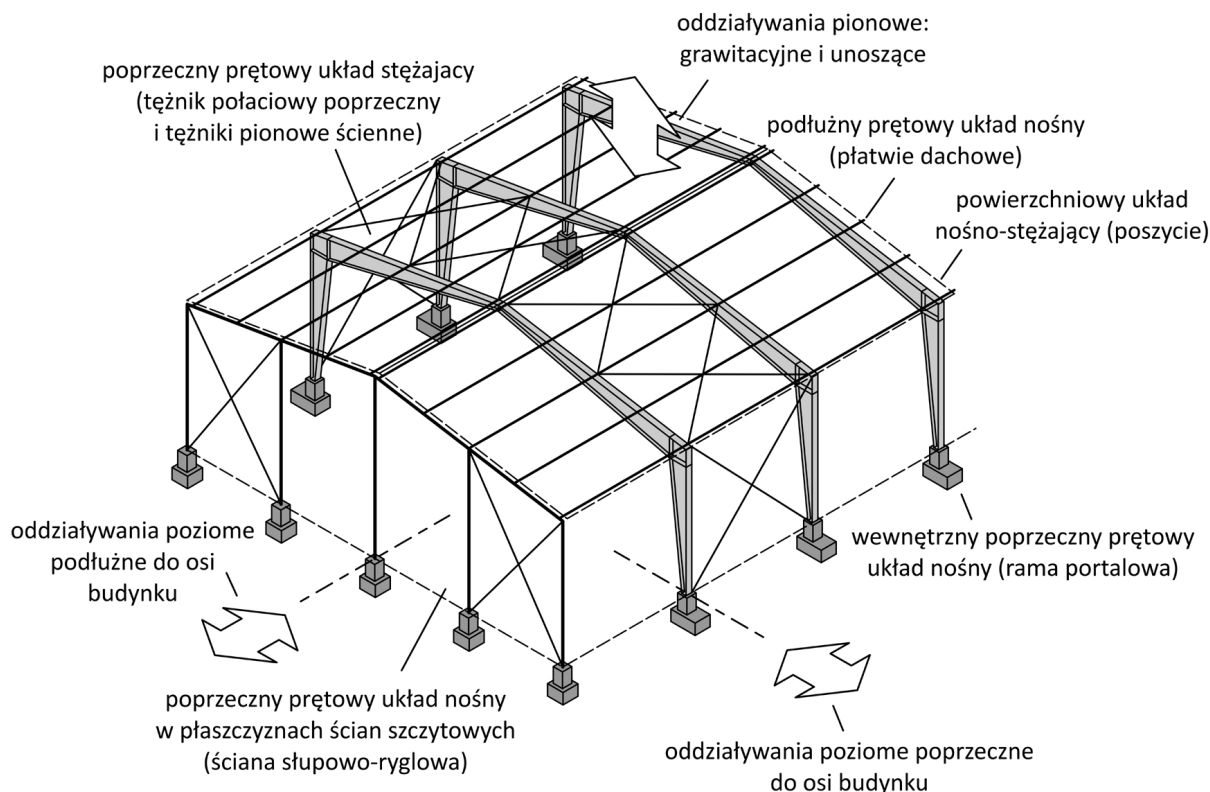 oddziaływania pionowe:
grawitacyjne i unoszące
poprzeczny prętowy układ stężajacy
(tężnik połaciowy poprzeczny
i tężniki pionowe ścienne)
podłużny prętowy układ nośny
(płatwie dachowe)
powierzchniowy układ
nośno-stężający (poszycie)
oddziaływania poziome
podłużne do osi
budynku
wewnętrzny poprzeczny prętowy
układ nośny (rama portalowa)
poprzeczny prętowy układ nośny
w płaszczyznach ścian szczytowych
(ściana słupowo-ryglowa)
oddziaływania poziome poprzeczne
do osi budynku